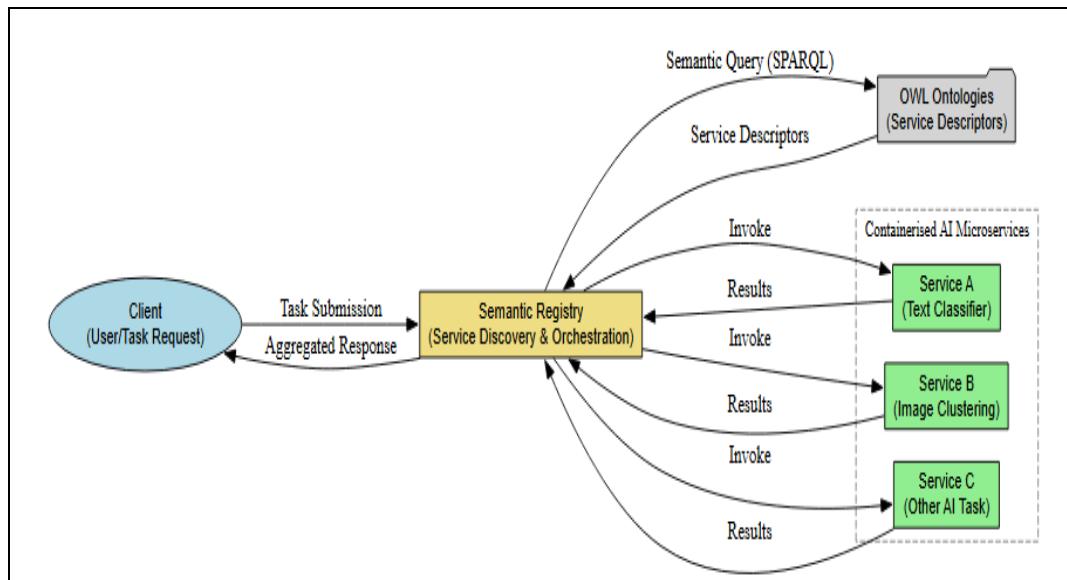 Semantic Query (SPARQL)
OWL Ontologies
(Service Descriptors)
Service Descriptors
Containerised AI Microservices
Invoke
Service A
(Text Classifier)
Results
Client
(User/Task Request)
Task Submission
Aggregated Response
Semantic Registry
(Service Discovery & Orchestration)
Invoke
Service B
(Image Clustering)
Results
Invoke
Service C
(Other AI Task)
Results